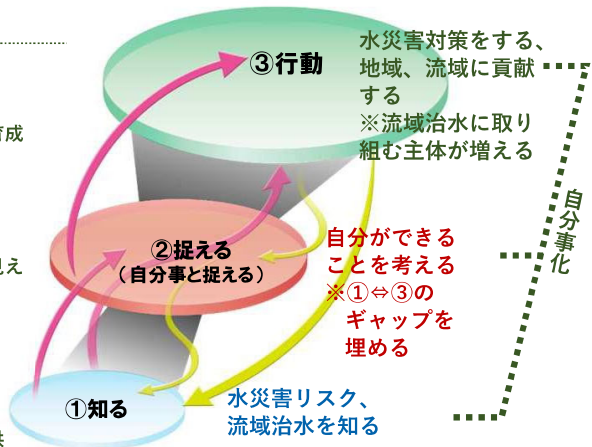 ③行動
水災害対策をする、
地域、流域に貢献
する
※流域治水に取り
組む主体が増える
育成
自分事化
②捉える
（自分事と捉える）
自分ができる
ことを考える
※①⇔③の
ギャップを
埋める
見え
①知る
水災害リスク、
流域治水を知る